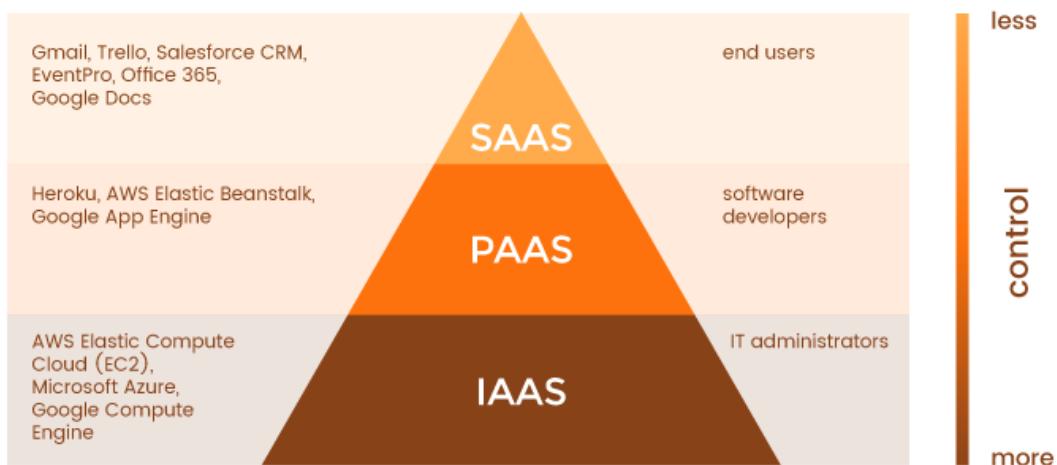 less
Gmail, Trello, Salesforce CRM,
EventPro, Office 365,
Google Docs
SAAS
end users
Heroku, AWS Elastic Beanstalk,
Google App Engine
PAAS
software
developers
control
AWS Elastic Compute
Cloud (EC2),
Microsoft Azure,
Google Compute
Engine
IAAS
IT administrators
more